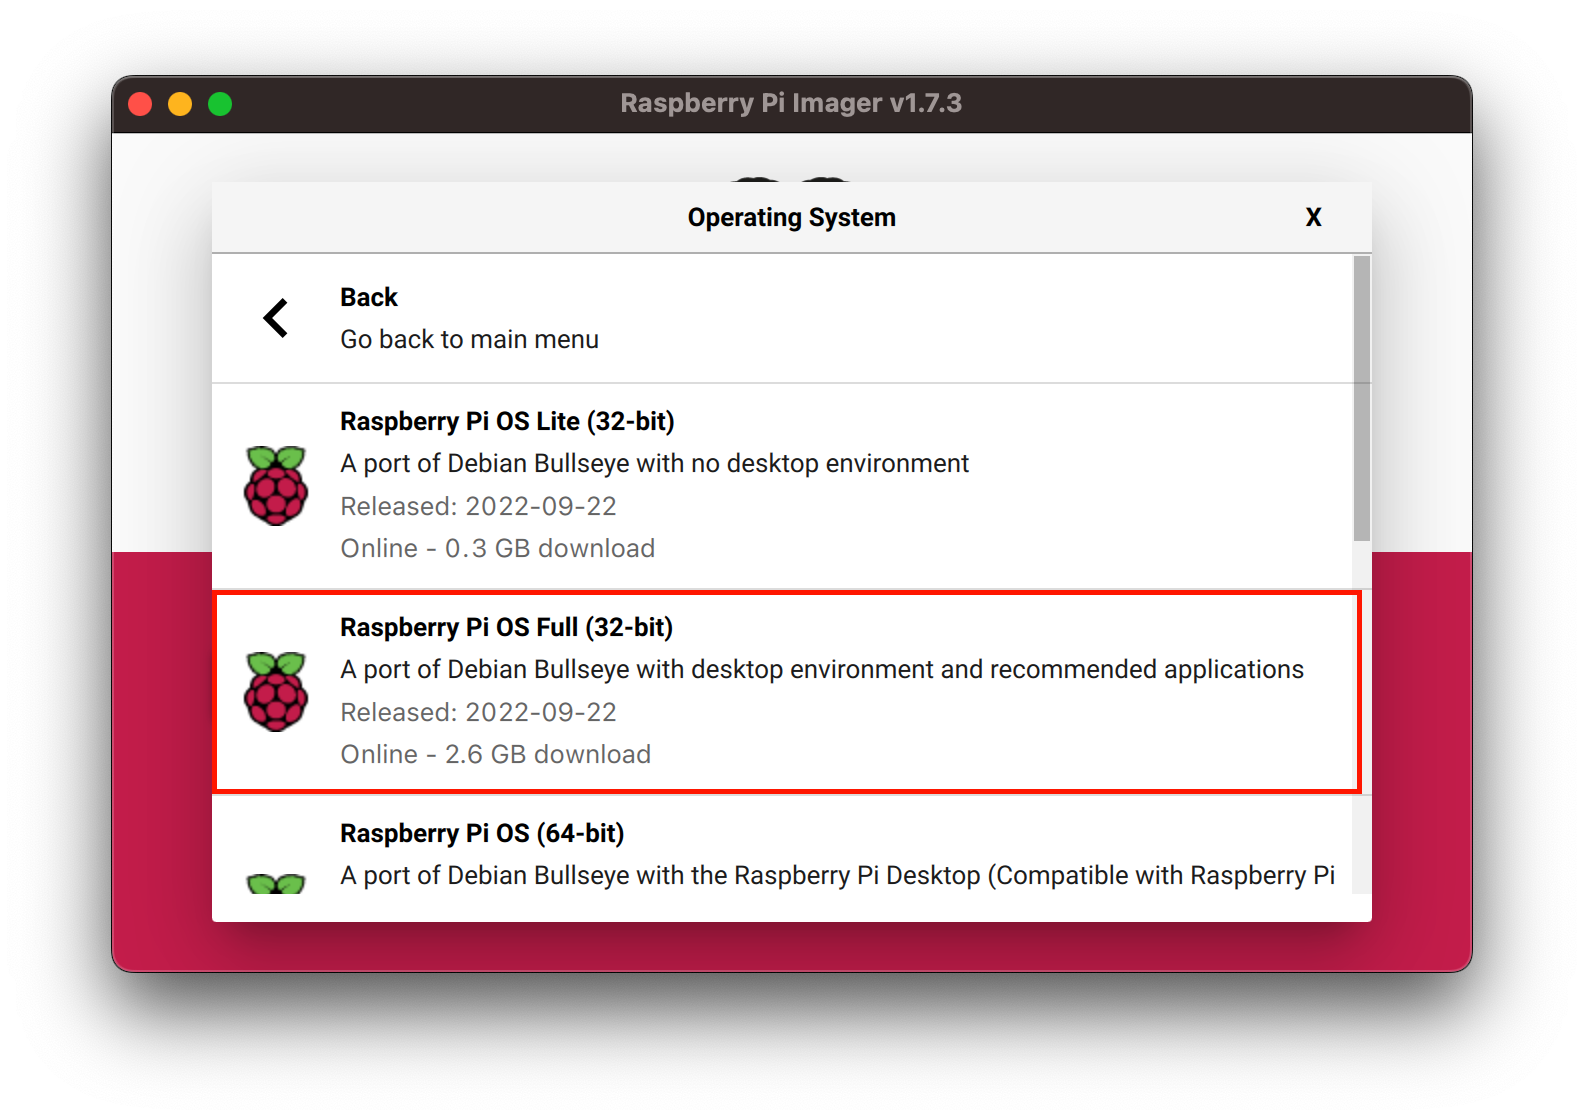 Raspberry Pi Imager v1.7.3
Operating System
X
Back
Go back to main menu
Raspberry Pi OS Lite (32-bit)
A port of Debian Bullseye with no desktop environment
Released: 2022-09-22
Online - 0.3 GB download
Raspberry Pi OS Full (32-bit)
A port of Debian Bullseye with desktop environment and recommended applications
Released: 2022-09-22
Online - 2.6 GB download
Raspberry Pi OS (64-bit)
A port of Debian Bullseye with the Raspberry Pi Desktop (Compatible with Raspberry Pi